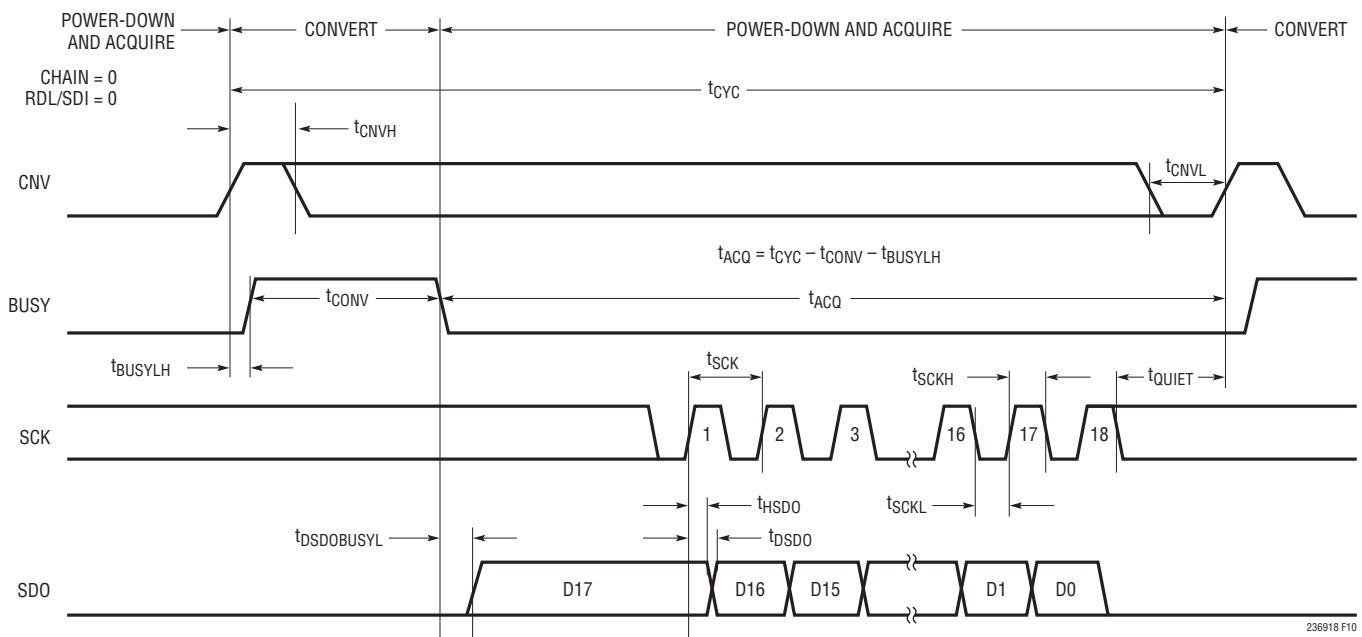 POWER-DOWN
AND ACQUIRE
CONVERT
POWER-DOWN AND ACQUIRE
CONVERT
CHAIN = 0
RDL/SDI = 0
tCYC
tCNVH
tCNVL
CNV
tACQ = tCYC – tCONV – tBUSYLH
BUSY
tCONV
tACQ
tBUSYLH
tSCK
tSCKH
tQUIET
SCK
1
2
3
16
17
18
tHSDO
tSCKL
tDSDOBUSYL
tDSDO
SDO
D17
D16
D15
D1
D0
236918 F10